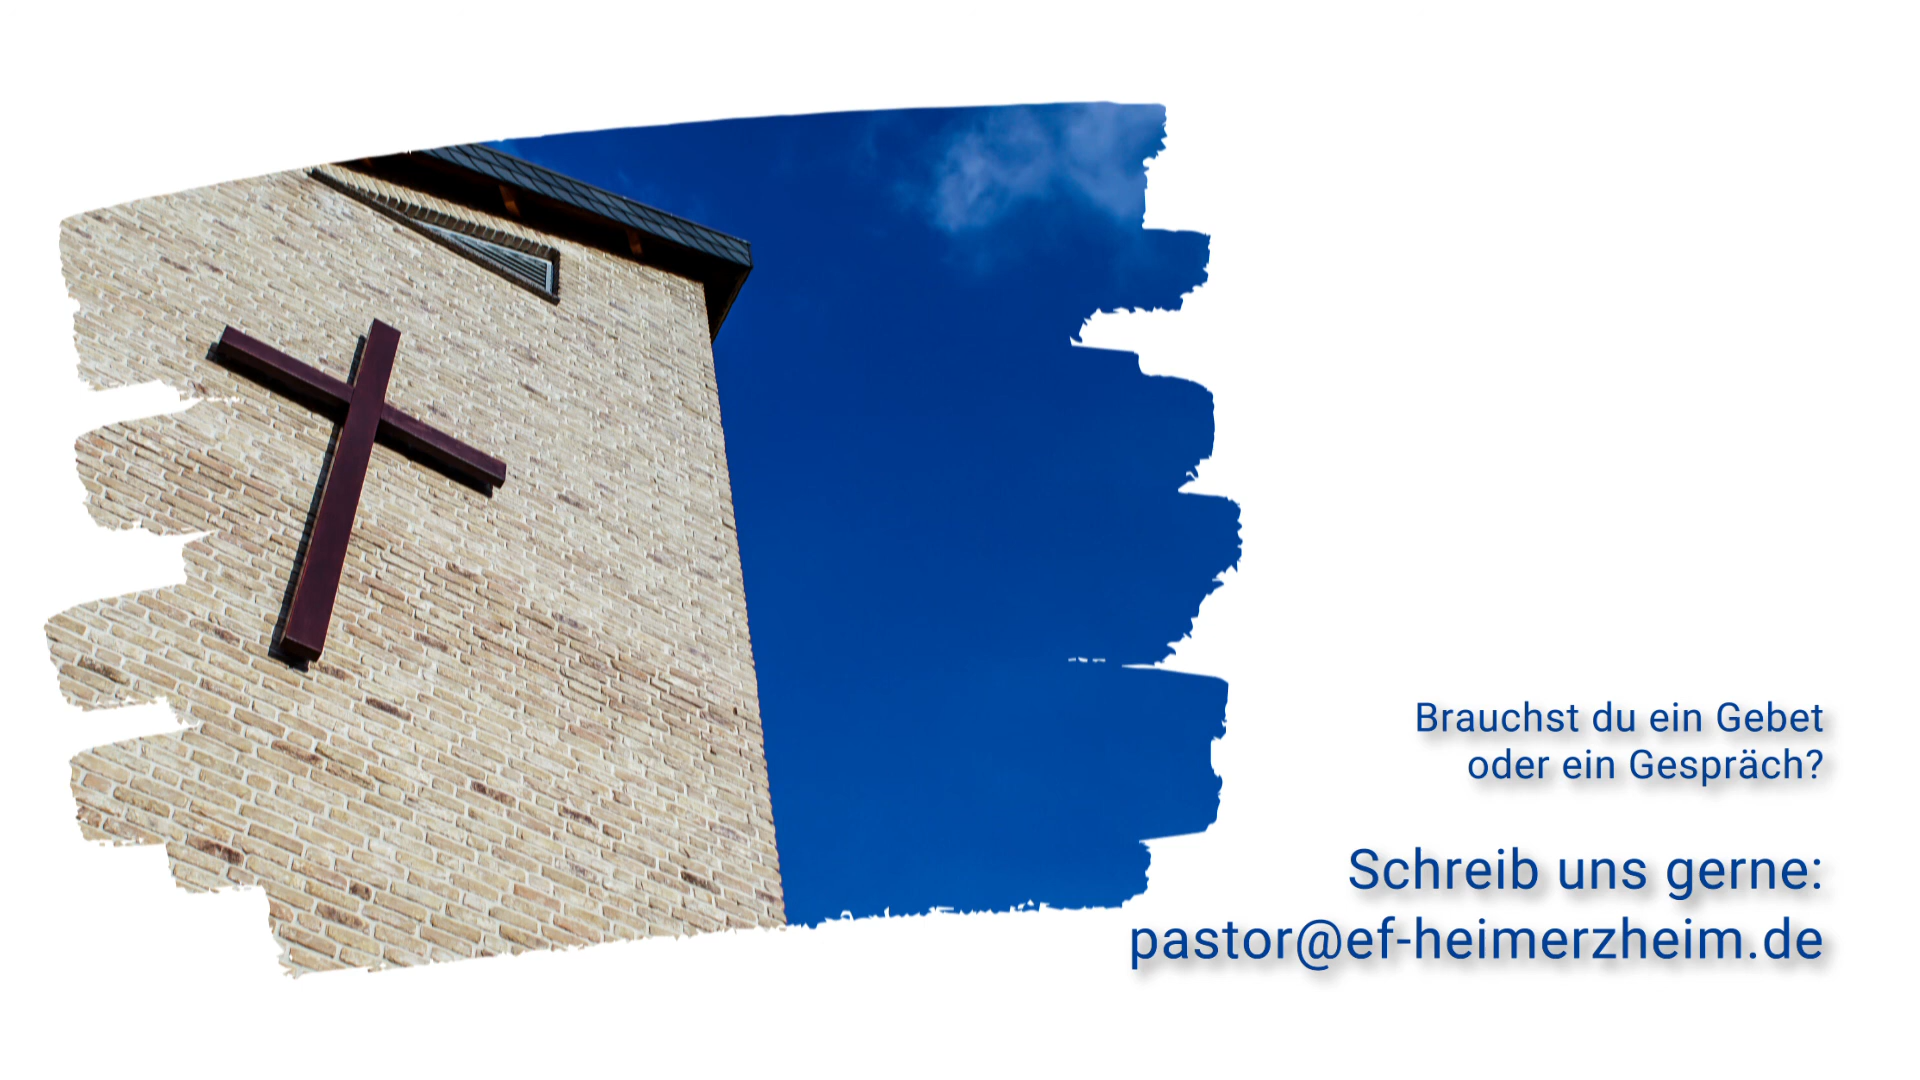 Brauchst du ein Gebet
oder ein Gespräch?
Schreib uns gerne:
pastor@ef-heimerzheim.de